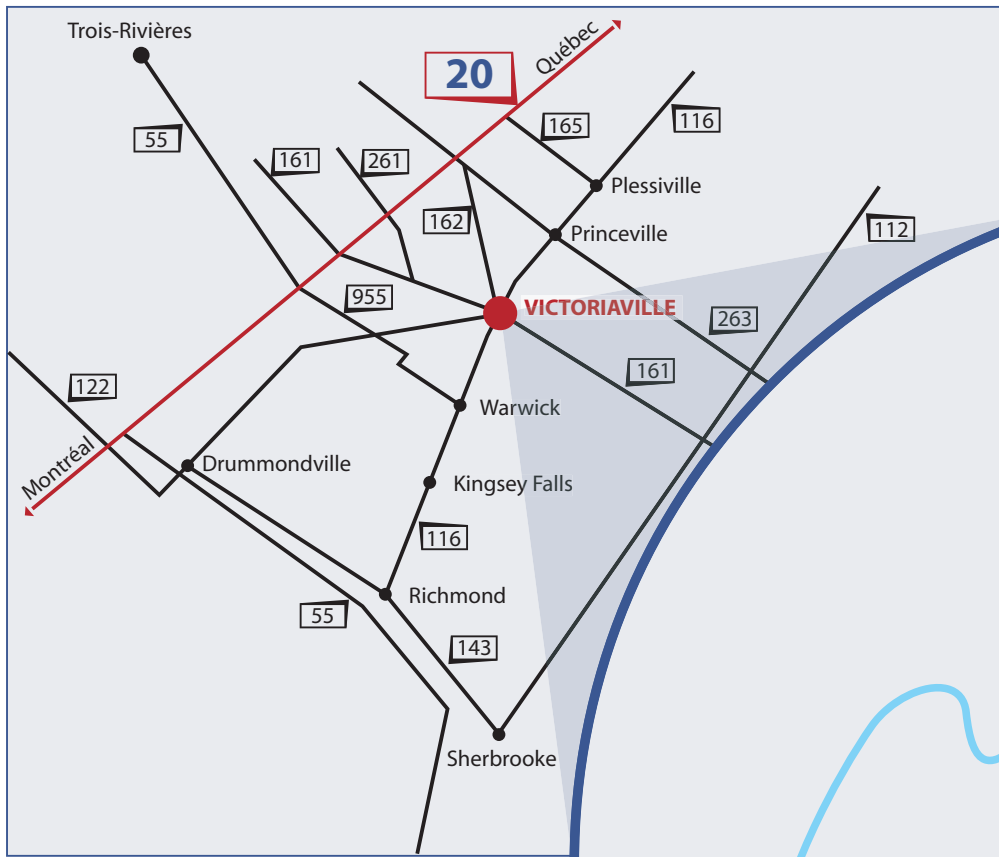 Trois-Rivières
Québec
20
165
116
55
161
261
Plessiville
162
Princeville
112
955
VICTORIAVILLE
263
161
122
Warwick
Montréal
Drummondville
Kingsey Falls
116
Richmond
55
143
Sherbrooke